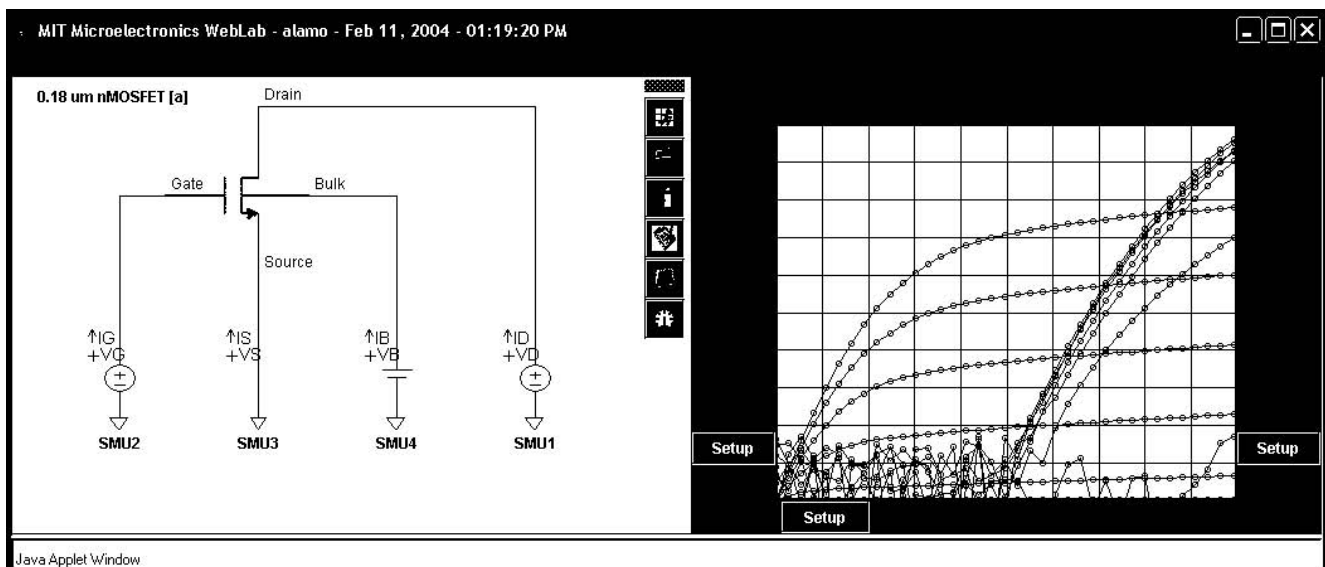 MIT Microelectronics WebLab - alamo - Feb 11, 2004 - 01:19:20 PM
0.18 um nMOSFET [a]
Drain
Gate
Bulk
Source
↑IG
+VG
↑IS
+VS
↑IB
+VB
↑ID
+VD
SMU2
SMU3
SMU4
SMU1
Setup
Setup
Setup
Java Applet Window